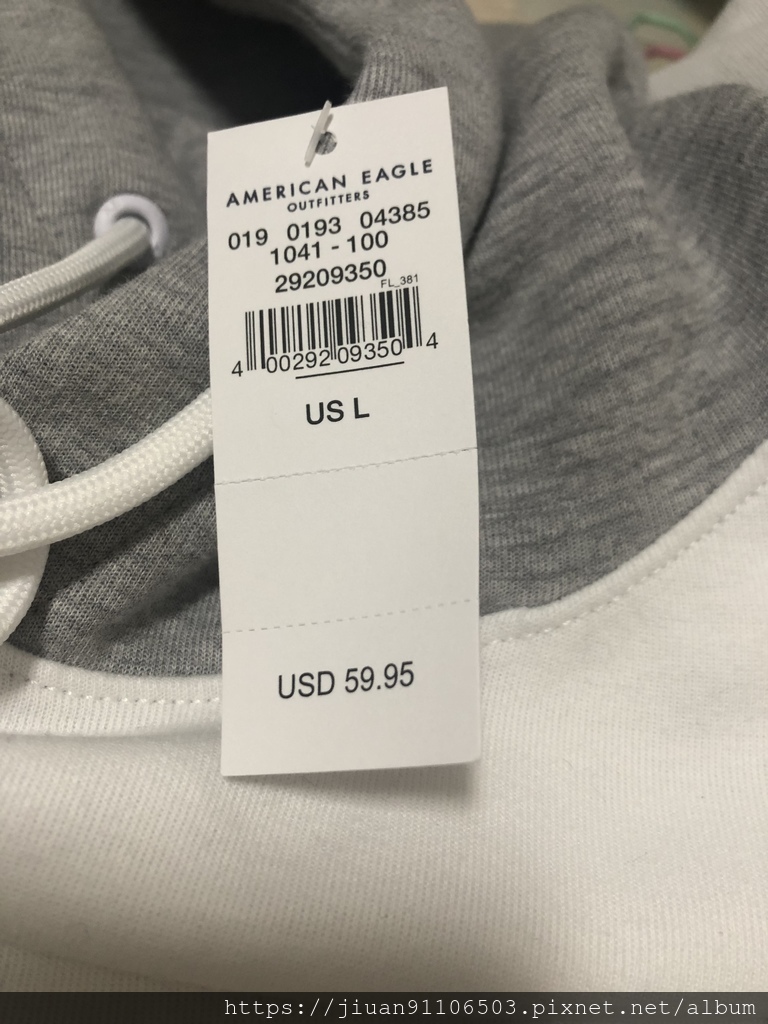 AMERICAN EAGLE
OUTFITTERS
019 0193 04385
1041 - 100
29209350
FL_381
4 00292 09350 4
US L
USD 59.95
https://jiuan91106503.pixnet.net/album